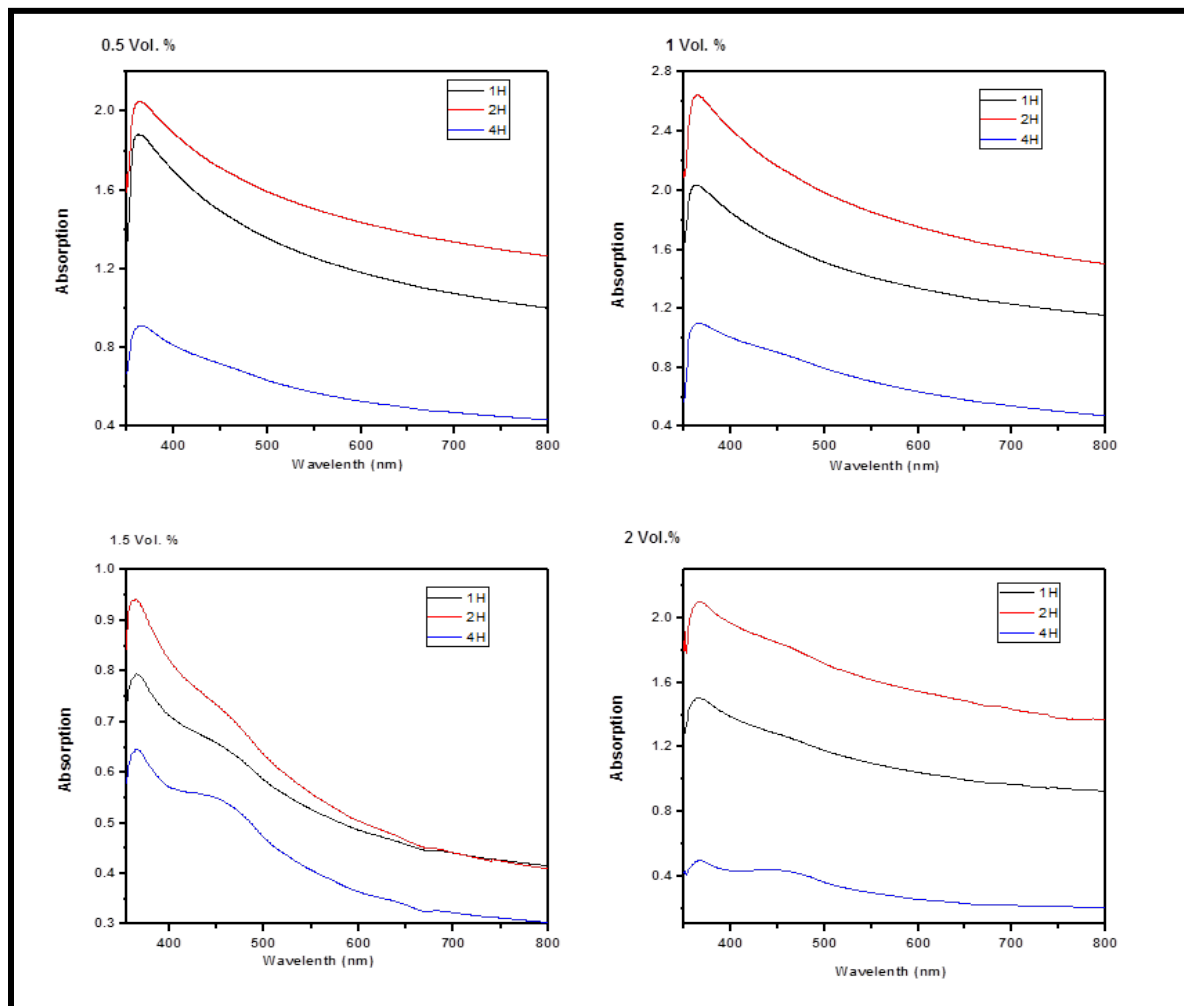 0.5 Vol. %
1H
2H
4H
2.0
1.6
1.2
0.8
0.4
Absorption
400
500
600
700
800
Wavelenth (nm)
1 Vol. %
1H
2H
4H
2.8
2.4
2.0
1.6
1.2
0.8
0.4
Absorption
400
500
600
700
800
Wavelenth (nm)
1.5 Vol. %
1H
2H
4H
1.0
0.9
0.8
0.7
0.6
0.5
0.4
0.3
Absorption
400
500
600
700
800
Wavelenth (nm)
2 Vol.%
1H
2H
4H
2.0
1.6
1.2
0.8
0.4
Absorption
400
500
600
700
800
Wavelenth (nm)